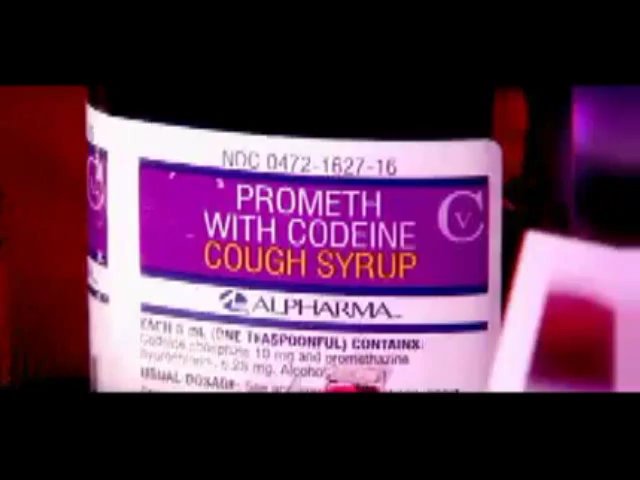 NDC 0472-1627-16
PROMETH
WITH CODEINE
COUGH SYRUP
CV
ALPHARMA
EACH 5 mL (ONE TEASPOONFUL) CONTAINS:
Codeine phosphate 10 mg and promethazine
hydrochloride, 6.25 mg. Alcohol
USUAL DOSAGE: See